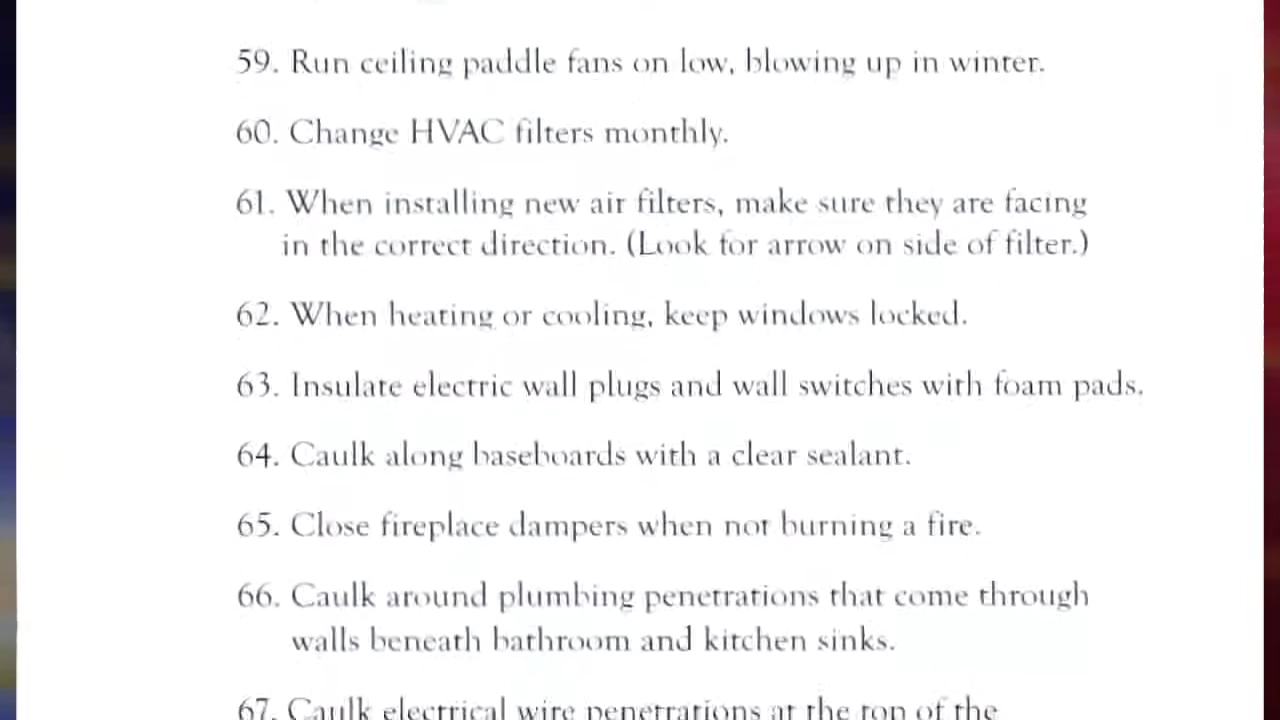 59. Run ceiling paddle fans on low, blowing up in winter.
60. Change HVAC filters monthly.
61. When installing new air filters, make sure they are facing
in the correct direction. (Look for arrow on side of filter.)
62. When heating or cooling, keep windows locked.
63. Insulate electric wall plugs and wall switches with foam pads.
64. Caulk along baseboards with a clear sealant.
65. Close fireplace dampers when not burning a fire.
66. Caulk around plumbing penetrations that come through
walls beneath bathroom and kitchen sinks.
67. Caulk electrical wire penetrations at the top of the